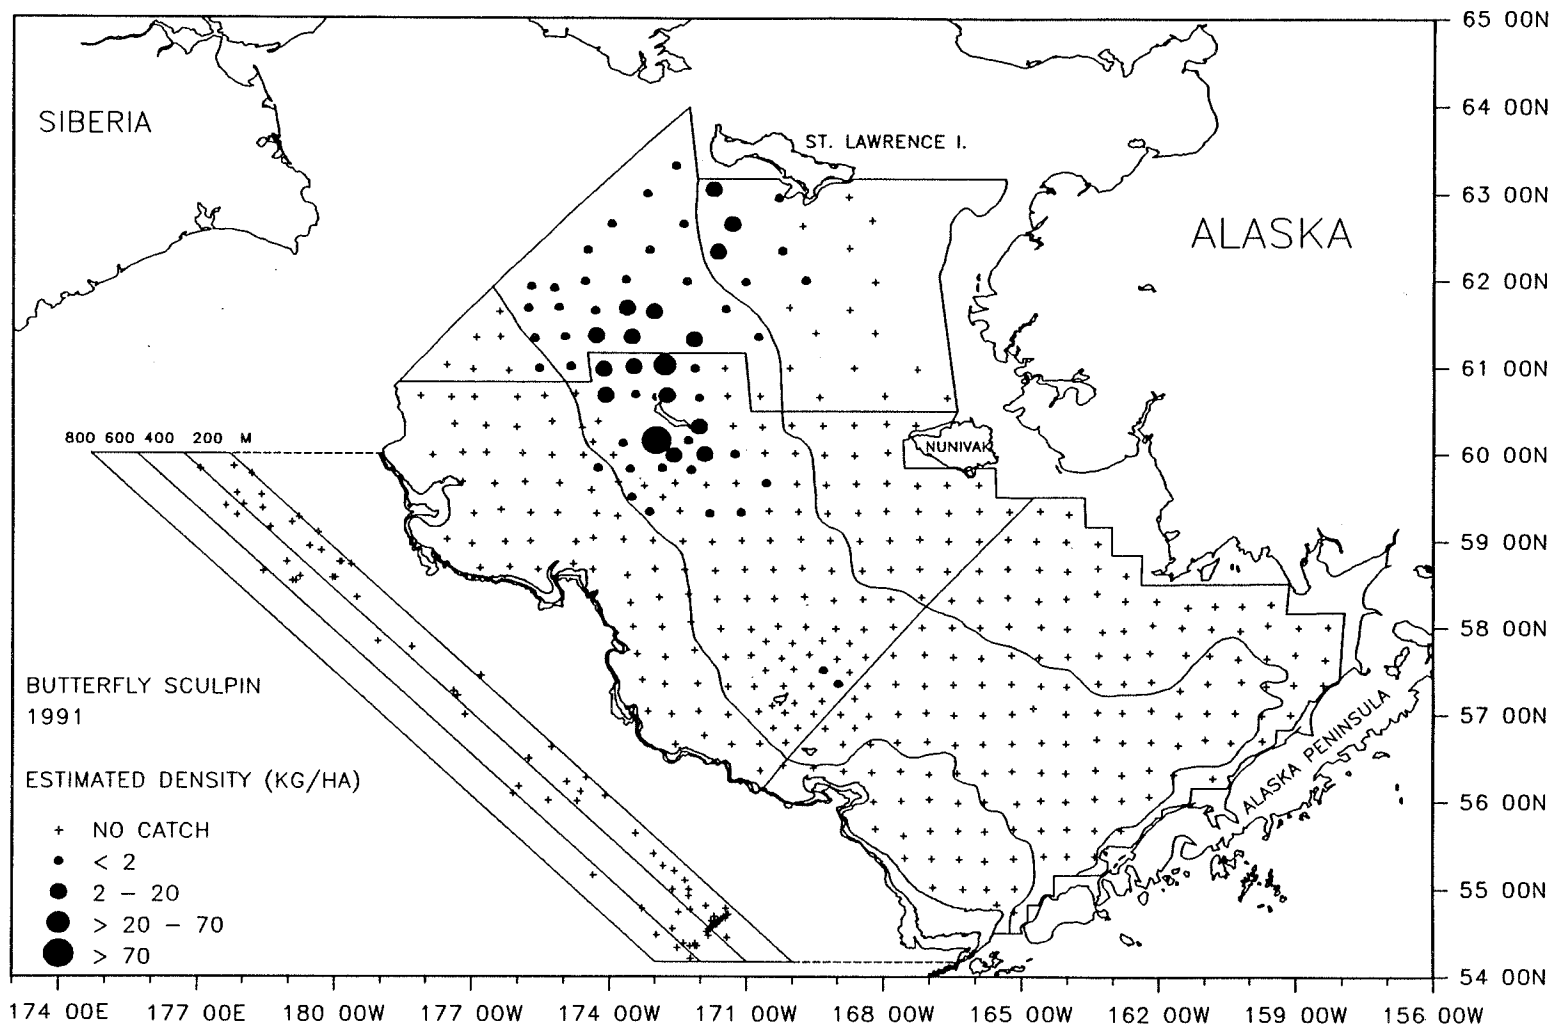 65 00N
64 00N
SIBERIA
ST. LAWRENCE I.
63 00N
ALASKA
62 00N
61 00N
800 600 400 200 M
NUNIVAK
60 00N
59 00N
58 00N
BUTTERFLY SCULPIN
1991
57 00N
ALASKA PENINSULA
ESTIMATED DENSITY (KG/HA)
56 00N
+ NO CATCH
< 2
2 - 20
55 00N
> 20 - 70
> 70
54 00N
174 00E 177 00E 180 00W 177 00W 174 00W 171 00W 168 00W 165 00W 162 00W 159 00W 156 00W